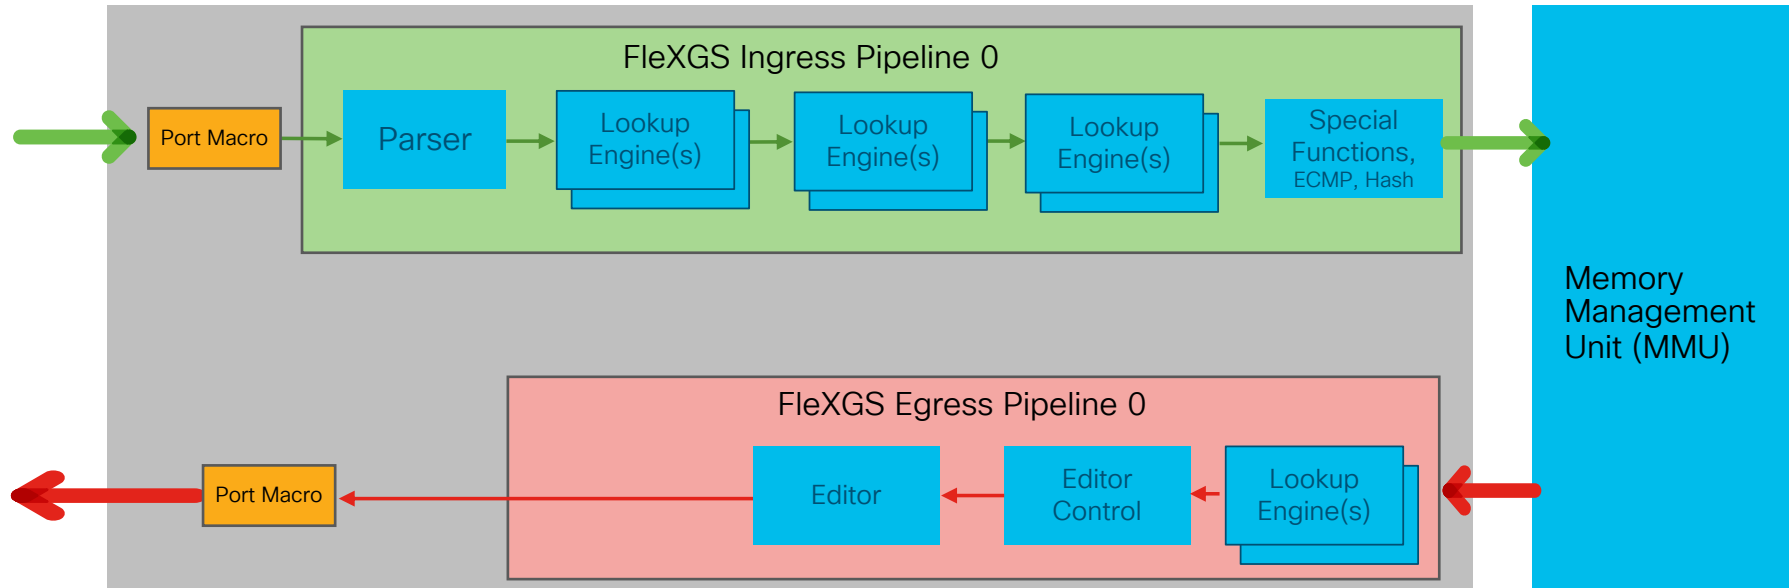 FleXGS Ingress Pipeline 0
Port Macro
Parser
Lookup
Engine(s)
Lookup
Engine(s)
Lookup
Engine(s)
Special
Functions,
ECMP, Hash
Memory
Management
Unit (MMU)
FleXGS Egress Pipeline 0
Port Macro
Editor
Editor
Control
Lookup
Engine(s)